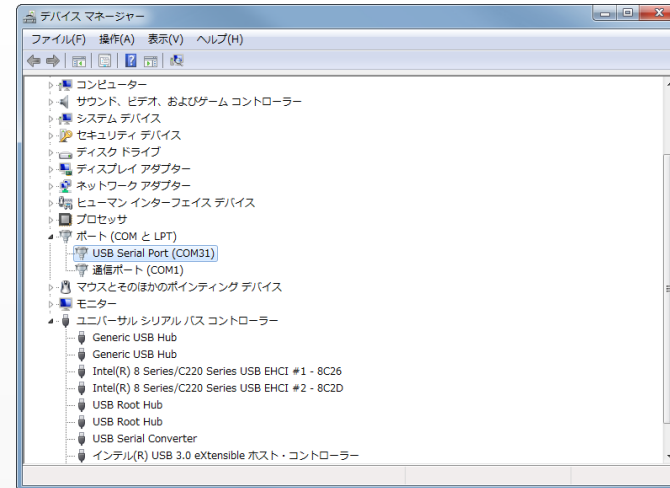 デバイス マネージャー
ファイル(F) 操作(A) 表示(V) ヘルプ(H)
コンピューター
サウンド、ビデオ、およびゲーム コントローラー
システム デバイス
セキュリティ デバイス
ディスク ドライブ
ディスプレイ アダプター
ネットワーク アダプター
ヒューマン インターフェイス デバイス
プロセッサ
ポート (COM と LPT)
USB Serial Port (COM31)
通信ポート (COM1)
マウスとそのほかのポインティング デバイス
モニター
ユニバーサル シリアル バス コントローラー
Generic USB Hub
Generic USB Hub
Intel(R) 8 Series/C220 Series USB EHCI #1 - 8C26
Intel(R) 8 Series/C220 Series USB EHCI #2 - 8C2D
USB Root Hub
USB Root Hub
USB Serial Converter
インテル(R) USB 3.0 eXtensible ホスト・コントローラー